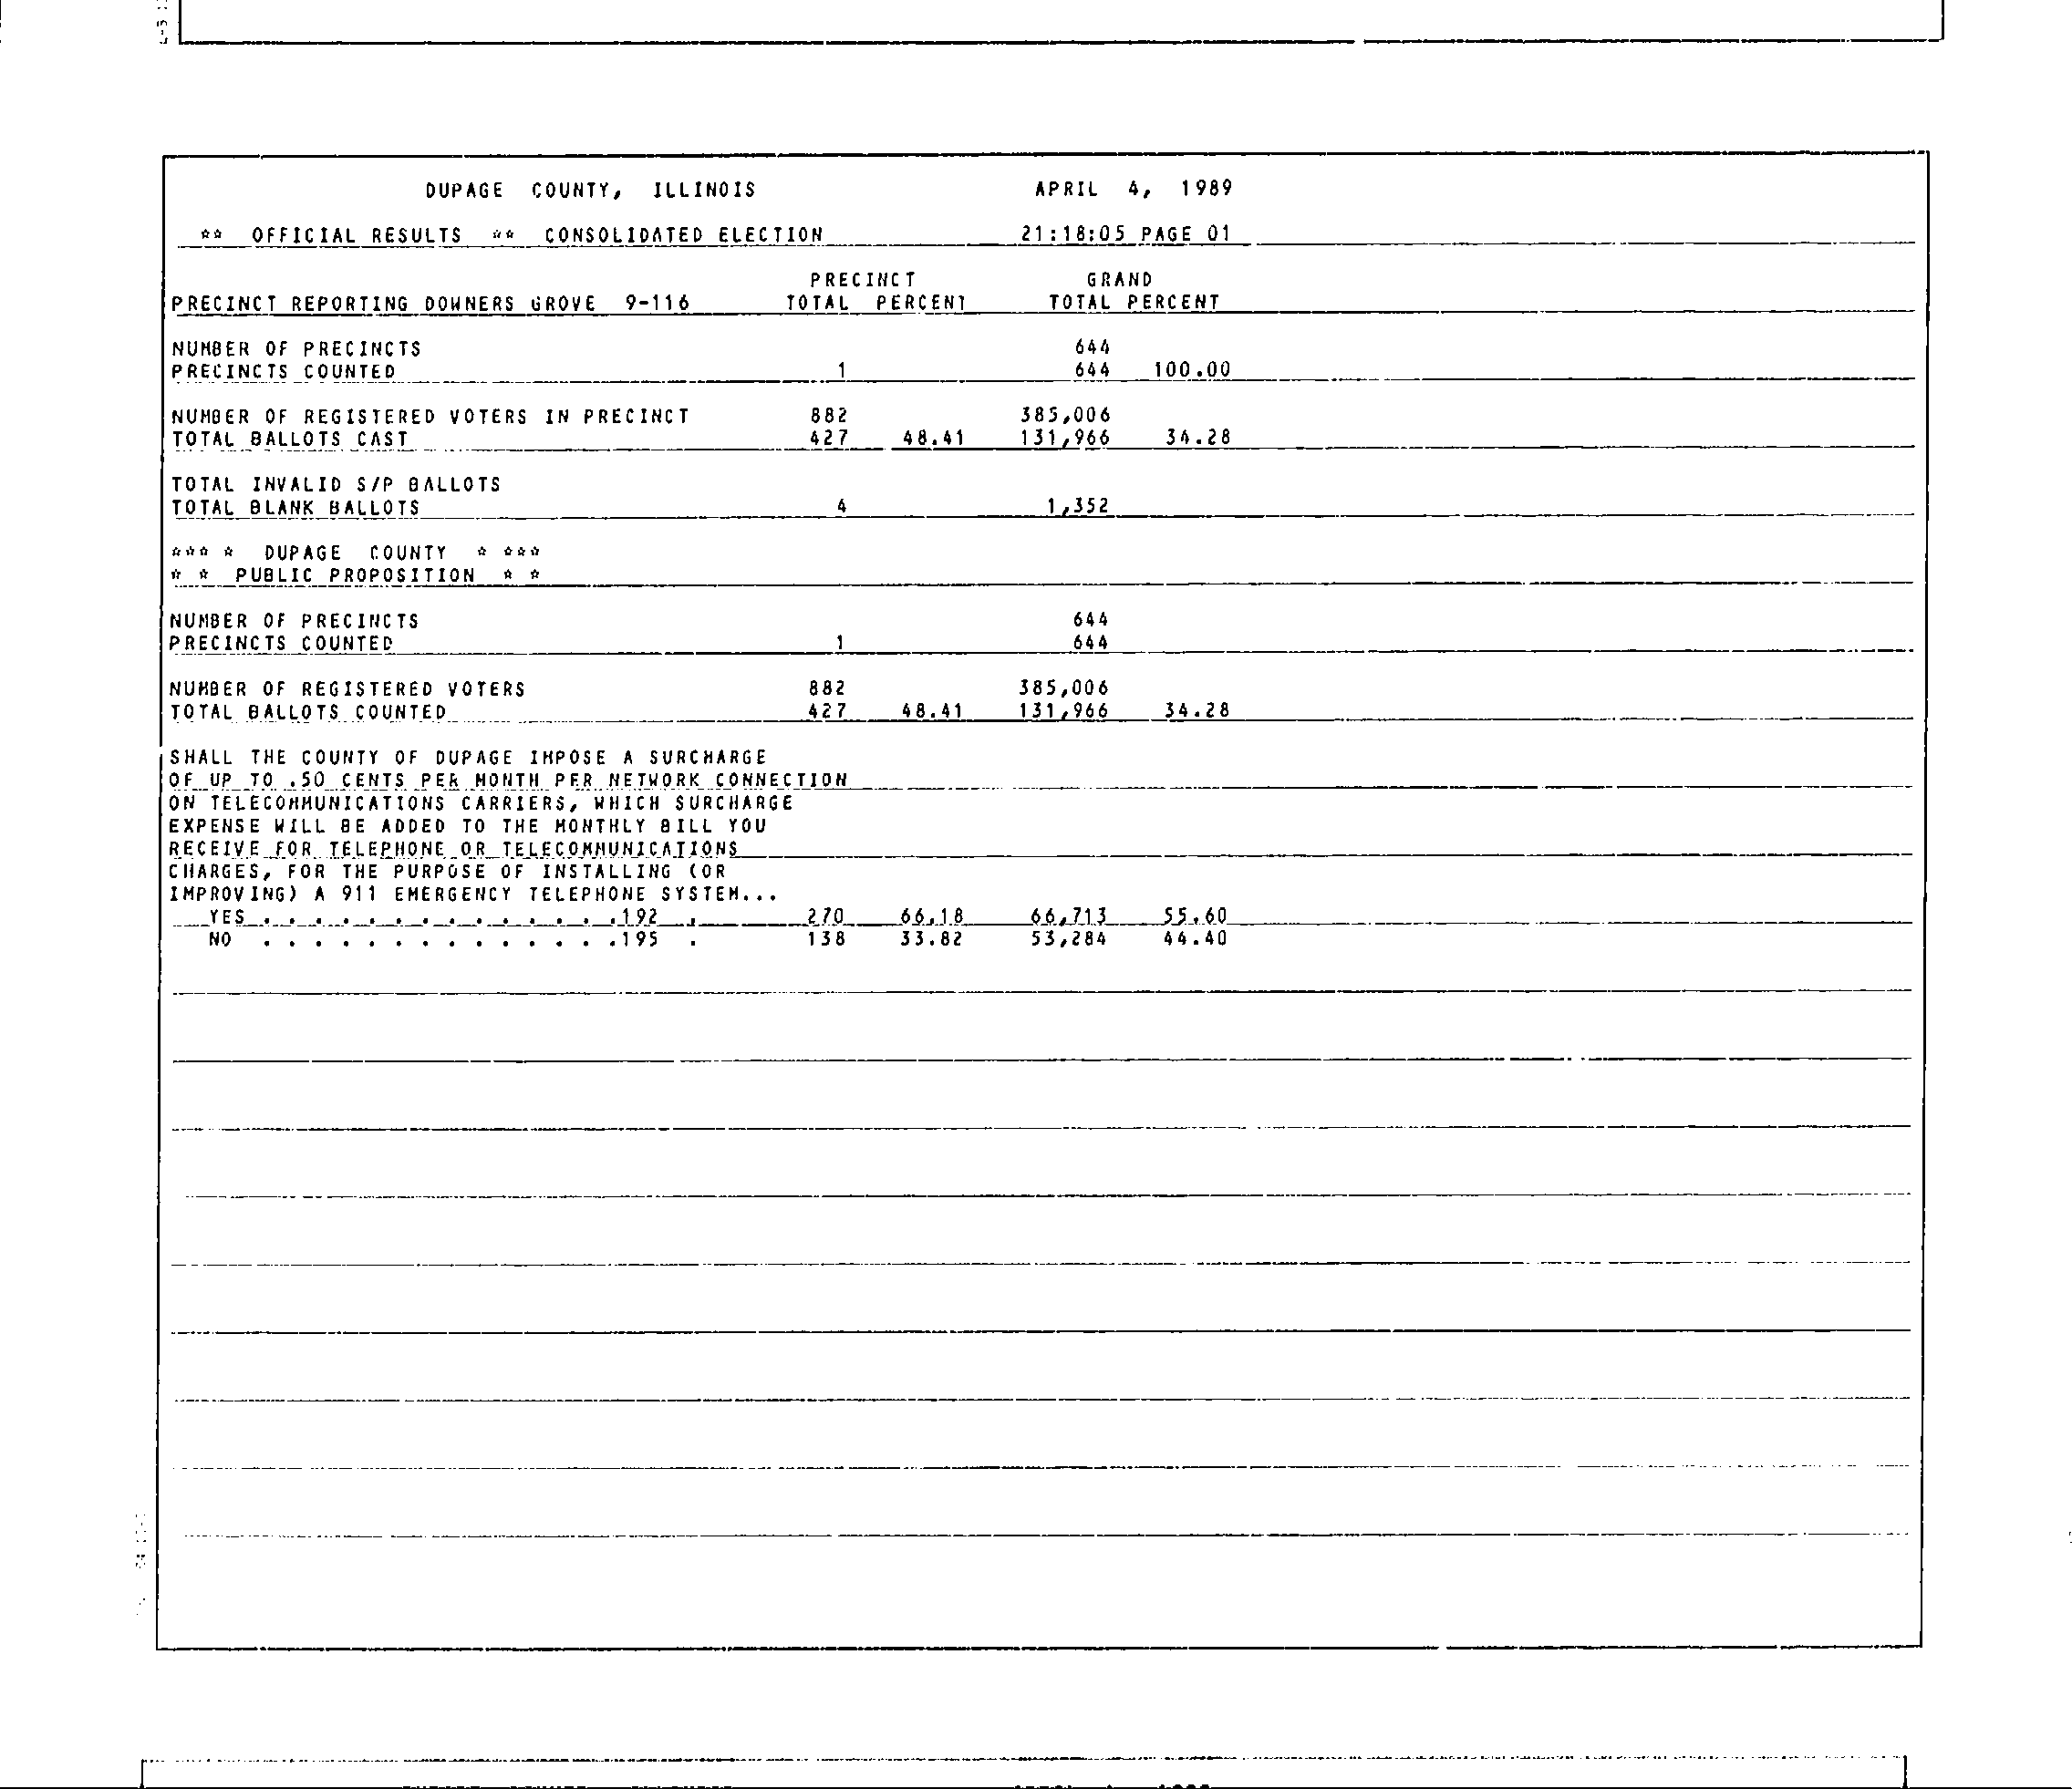 DUPAGE COUNTY, ILLINOIS APRIL 4, 1989
** OFFICIAL RESULTS ** CONSOLIDATED ELECTION 21:18:05 PAGE 01
PRECINCT GRAND
PRECINCT REPORTING DOWNERS GROVE 9-116 TOTAL PERCENT TOTAL PERCENT
NUMBER OF PRECINCTS 644
PRECINCTS COUNTED 1 644 100.00
NUMBER OF REGISTERED VOTERS IN PRECINCT 882 385,006
TOTAL BALLOTS CAST 427 48.41 131,966 34.28
TOTAL INVALID S/P BALLOTS
TOTAL BLANK BALLOTS 4 1,352
*** * DUPAGE COUNTY * ***
* * PUBLIC PROPOSITION * *
NUMBER OF PRECINCTS 644
PRECINCTS COUNTED 1 644
NUMBER OF REGISTERED VOTERS 882 385,006
TOTAL BALLOTS COUNTED 427 48.41 131,966 34.28
SHALL THE COUNTY OF DUPAGE IMPOSE A SURCHARGE
OF UP TO .50 CENTS PER MONTH PER NETWORK CONNECTION
ON TELECOMMUNICATIONS CARRIERS, WHICH SURCHARGE
EXPENSE WILL BE ADDED TO THE MONTHLY BILL YOU
RECEIVE FOR TELEPHONE OR TELECOMMUNICATIONS
CHARGES, FOR THE PURPOSE OF INSTALLING (OR
IMPROVING) A 911 EMERGENCY TELEPHONE SYSTEM...
YES . . . . . . . . . . . . . . .192 . 270 66.18 66,713 55.60
NO . . . . . . . . . . . . . . .195 . 138 33.82 53,284 44.40